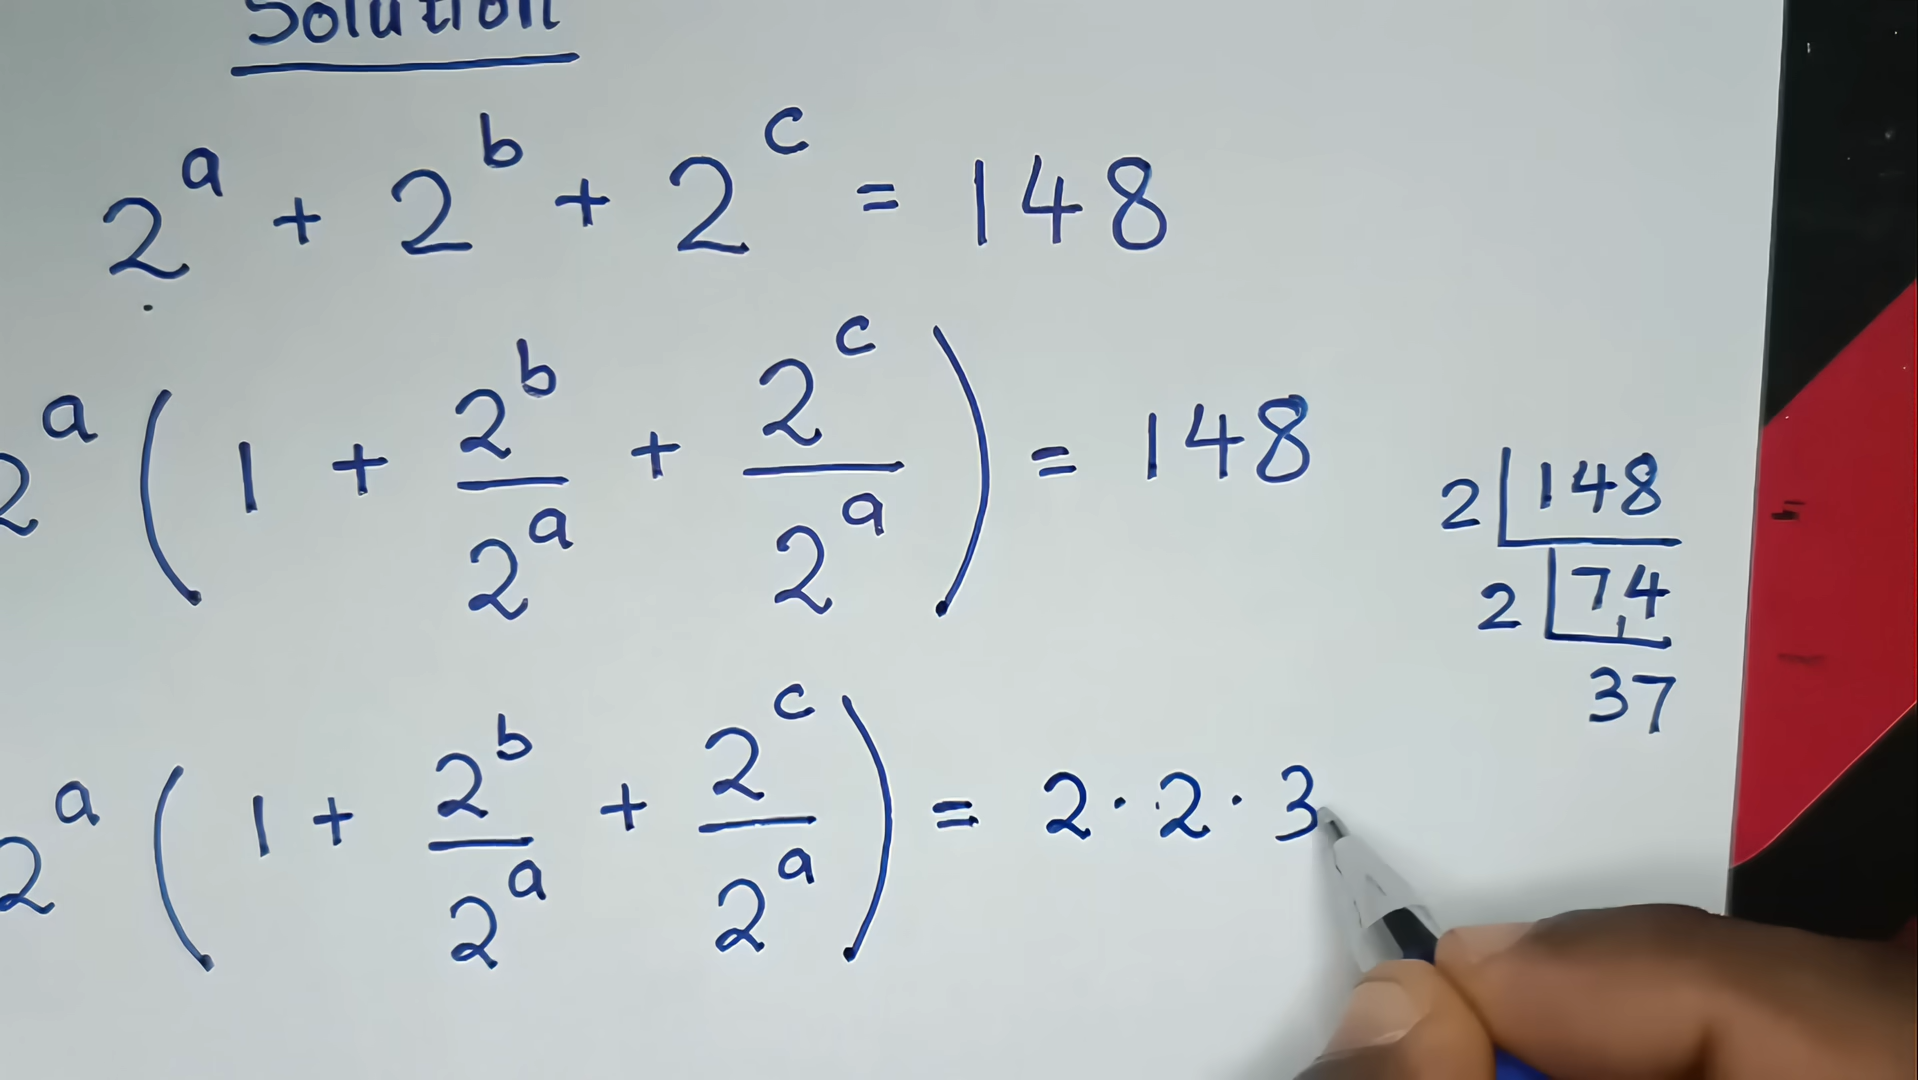 Solution
2^a + 2^b + 2^c = 148
2^a ( 1 + 2^b/2^a + 2^c/2^a ) = 148
2 | 148
2 | 74
37
2^a ( 1 + 2^b/2^a + 2^c/2^a ) = 2 · 2 · 3